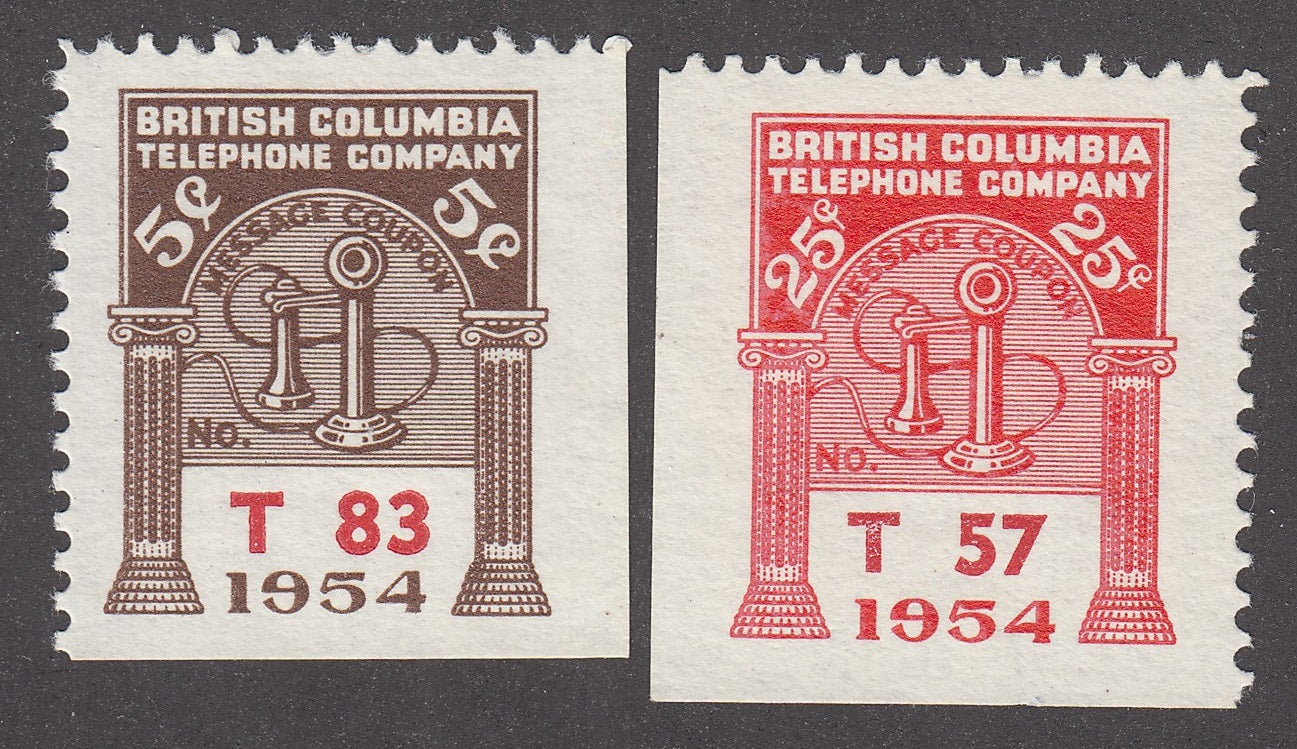 BRITISH COLUMBIA
TELEPHONE COMPANY
5¢ 5¢
MESSAGE COUPON
No.
T 83
1954
BRITISH COLUMBIA
TELEPHONE COMPANY
25¢ 25¢
MESSAGE COUPON
No.
T 57
1954